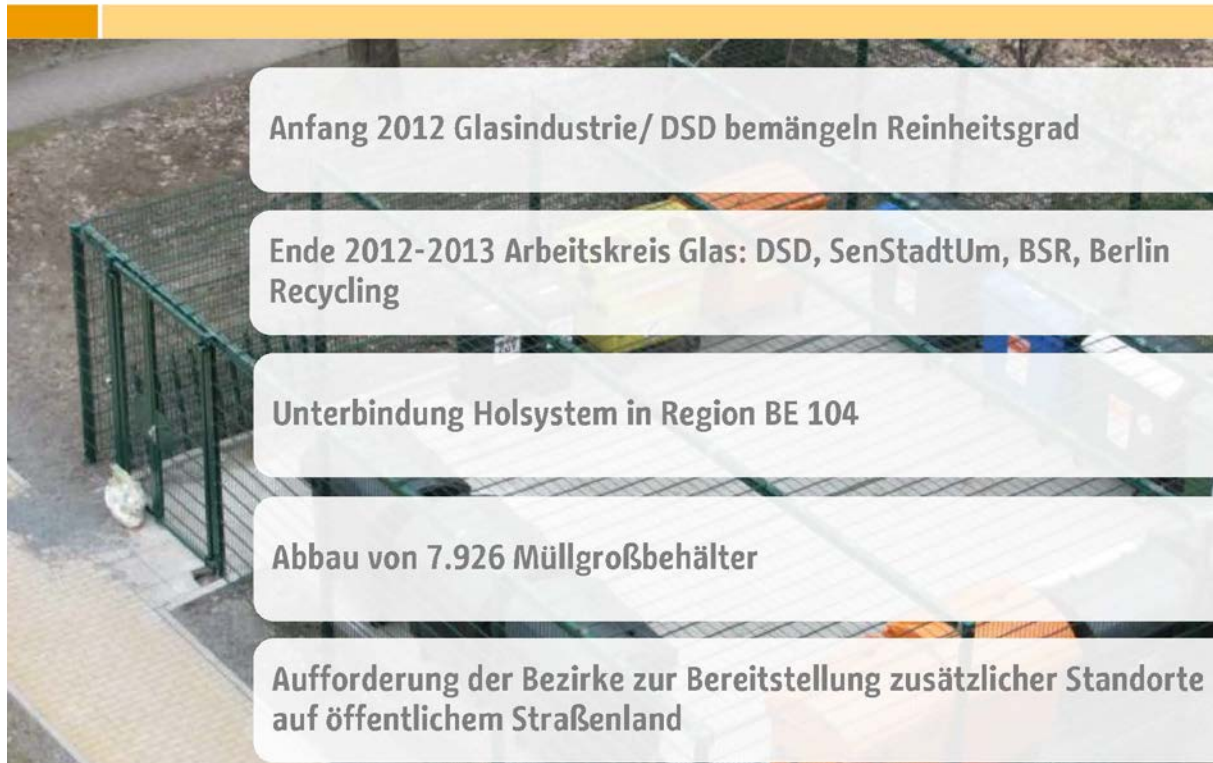 Anfang 2012 Glasindustrie/ DSD bemängeln Reinheitsgrad
Ende 2012-2013 Arbeitskreis Glas: DSD, SenStadtUm, BSR, Berlin
Recycling
Unterbindung Holsystem in Region BE 104
Abbau von 7.926 Müllgroßbehälter
Aufforderung der Bezirke zur Bereitstellung zusätzlicher Standorte
auf öffentlichem Straßenland